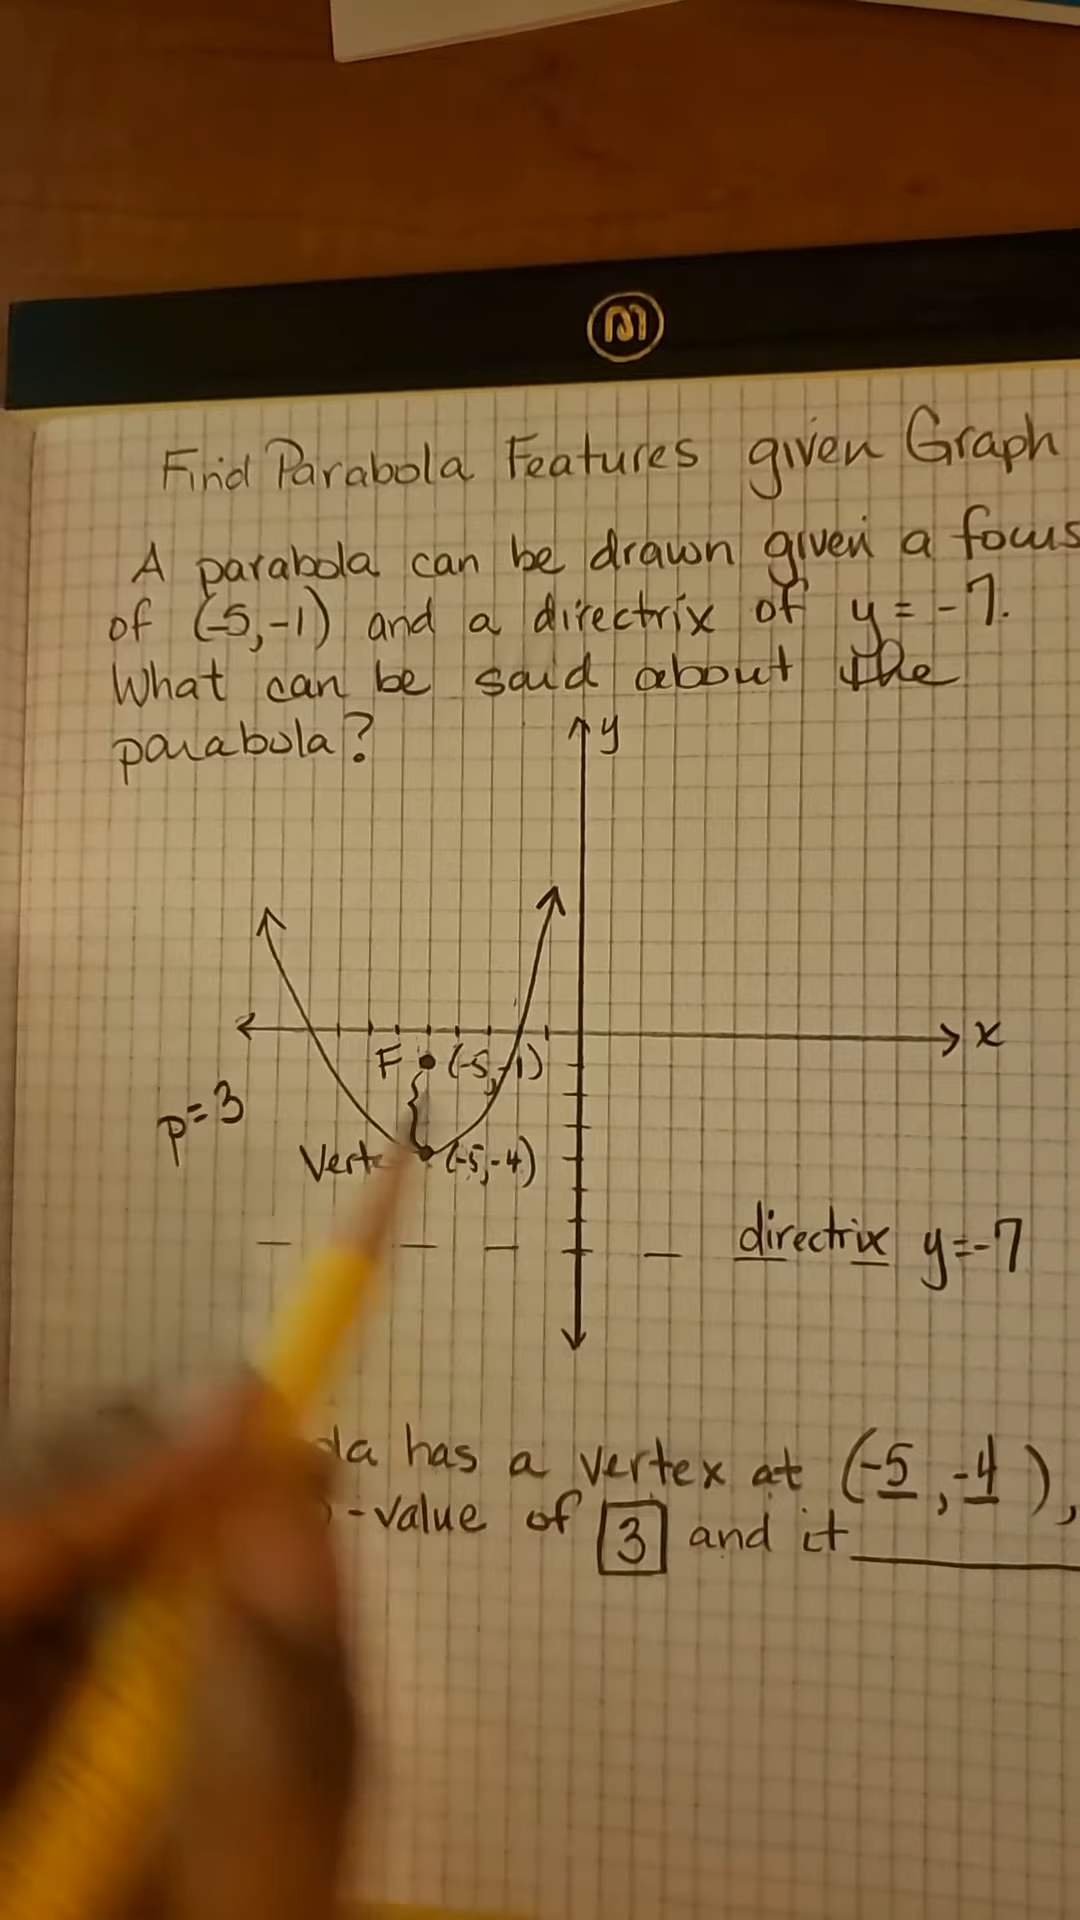 Find Parabola Features given Graph
A parabola can be drawn given a focus
of (-5,-1) and a directrix of y = -7.
What can be said about the
parabola?
y
x
F (-5,-1)
p=3
(-5,-4)
directrix y=-7
has a vertex at (-5,-4),
-value of 3 and it